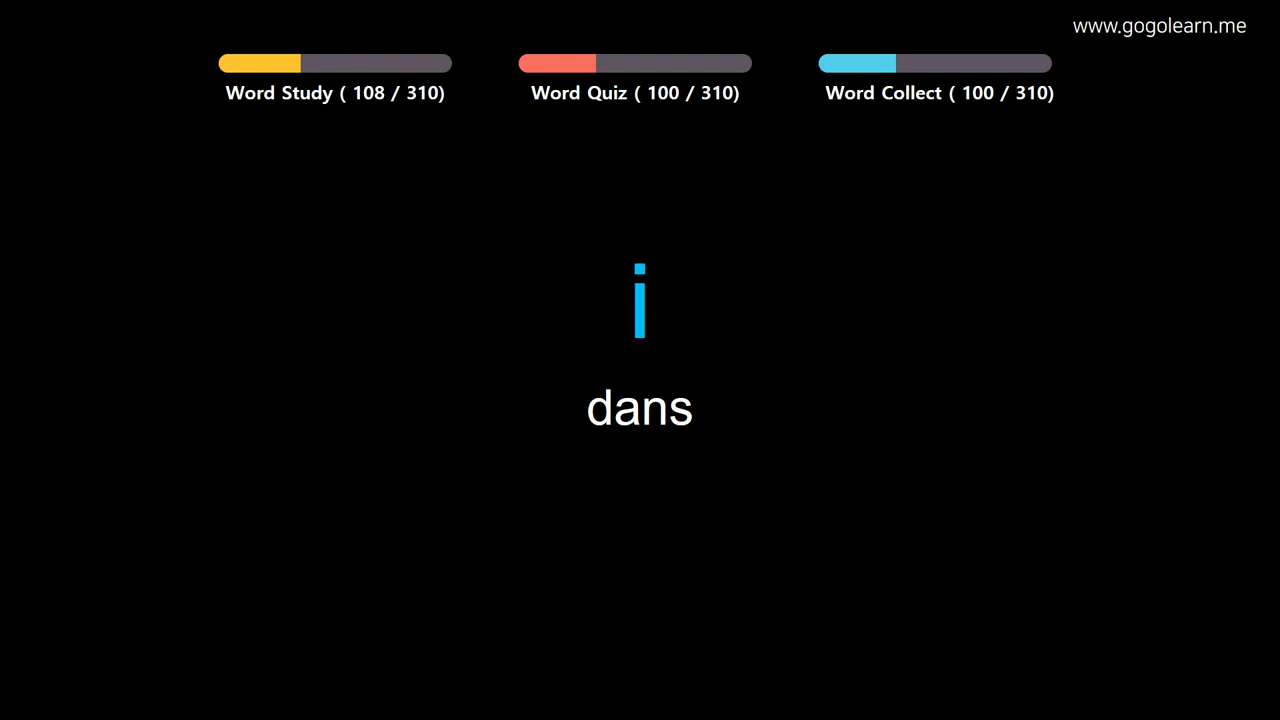 www.gogolearn.me
Word Study ( 108 / 310)
Word Quiz ( 100 / 310)
Word Collect ( 100 / 310)
i
dans